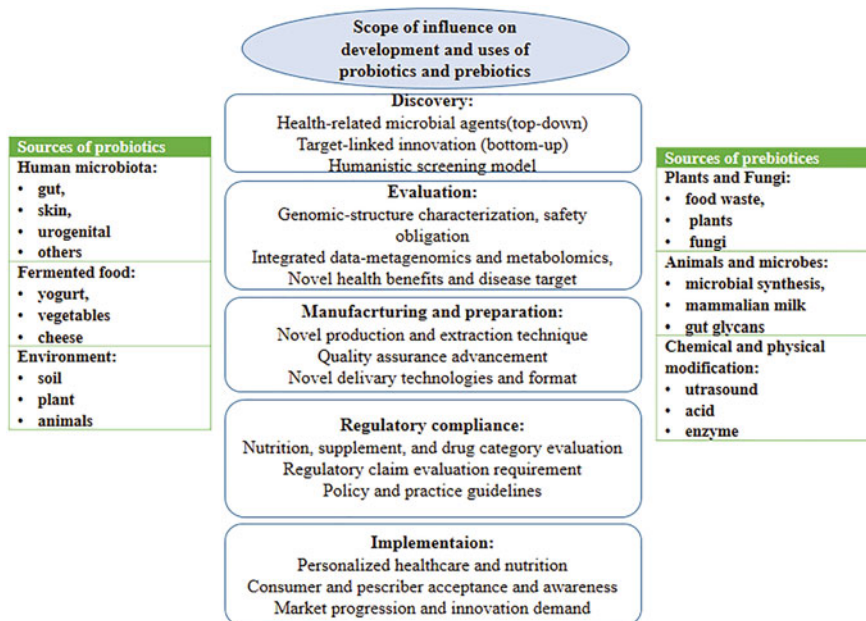 Scope of influence on
development and uses of
probiotics and prebiotics
Discovery:
Health-related microbial agents(top-down)
Target-linked innovation (bottom-up)
Humanistic screening model
Evaluation:
Genomic-structure characterization, safety
obligation
Integrated data-metagenomics and metabolomics,
Novel health benefits and disease target
Manufacrturing and preparation:
Novel production and extraction technique
Quality assurance advancement
Novel delivary technologies and format
Regulatory compliance:
Nutrition, supplement, and drug category evaluation
Regulatory claim evaluation requirement
Policy and practice guidelines
Implementaion:
Personalized healthcare and nutrition
Consumer and pescriber acceptance and awareness
Market progression and innovation demand
Sources of probiotics
Human microbiota:
• gut,
• skin,
• urogenital
• others
Fermented food:
• yogurt,
• vegetables
• cheese
Environment:
• soil
• plant
• animals
Sources of prebiotices
Plants and Fungi:
• food waste,
• plants
• fungi
Animals and microbes:
• microbial synthesis,
• mammalian milk
• gut glycans
Chemical and physical
modification:
• utrasound
• acid
• enzyme